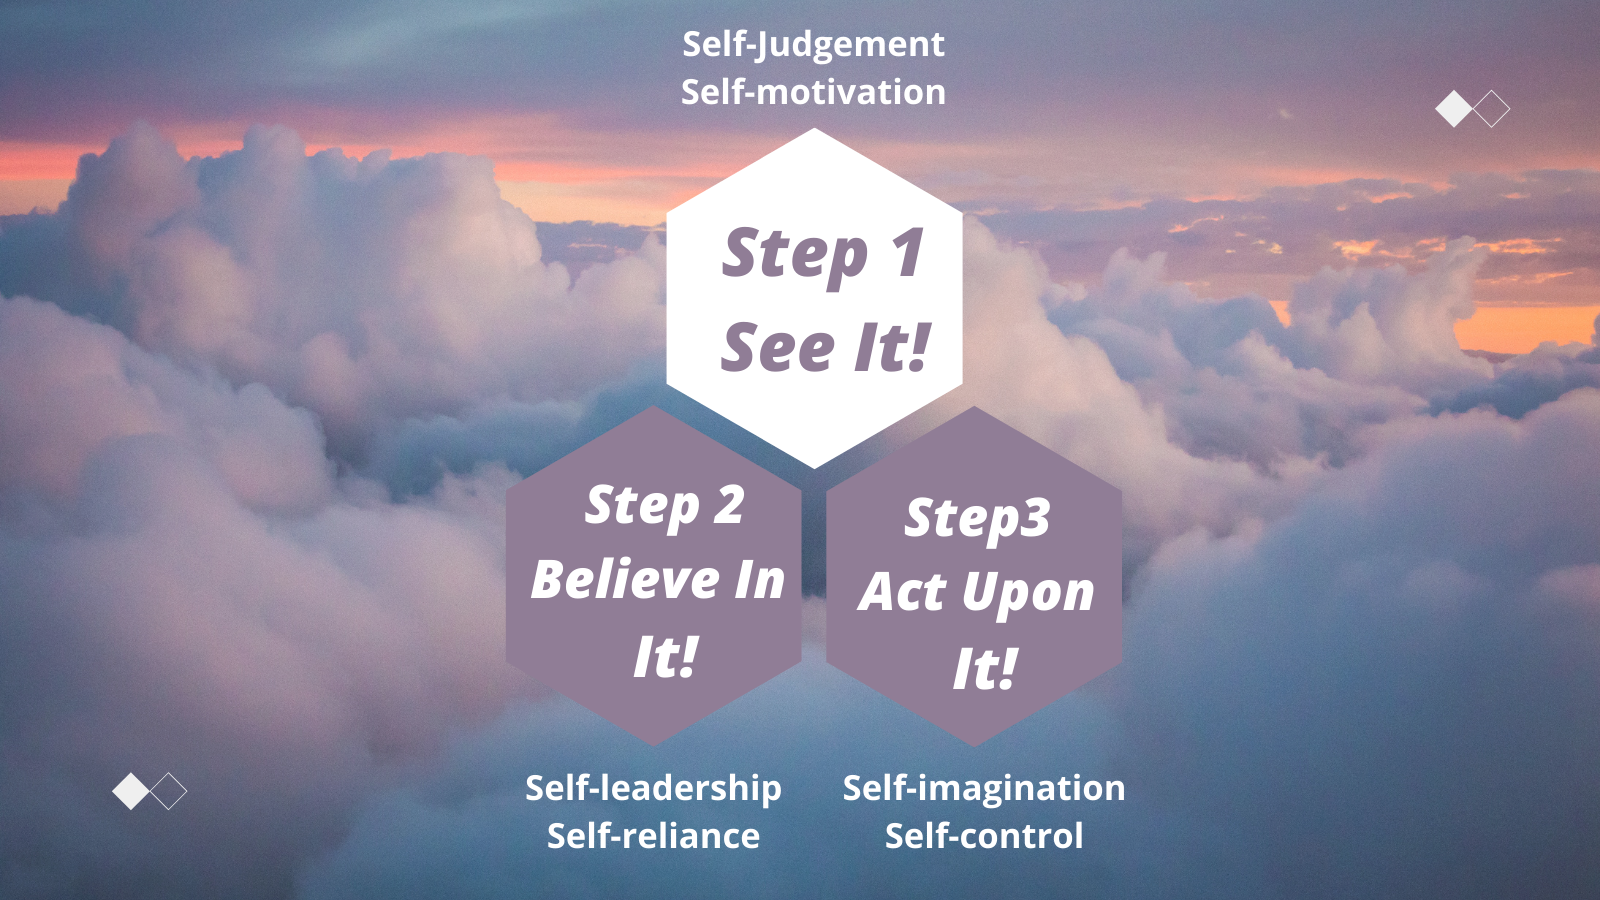 Self-Judgement
Self-motivation
Step 1
See It!
Step 2
Believe In
It!
Step3
Act Upon
It!
Self-leadership
Self-reliance
Self-imagination
Self-control